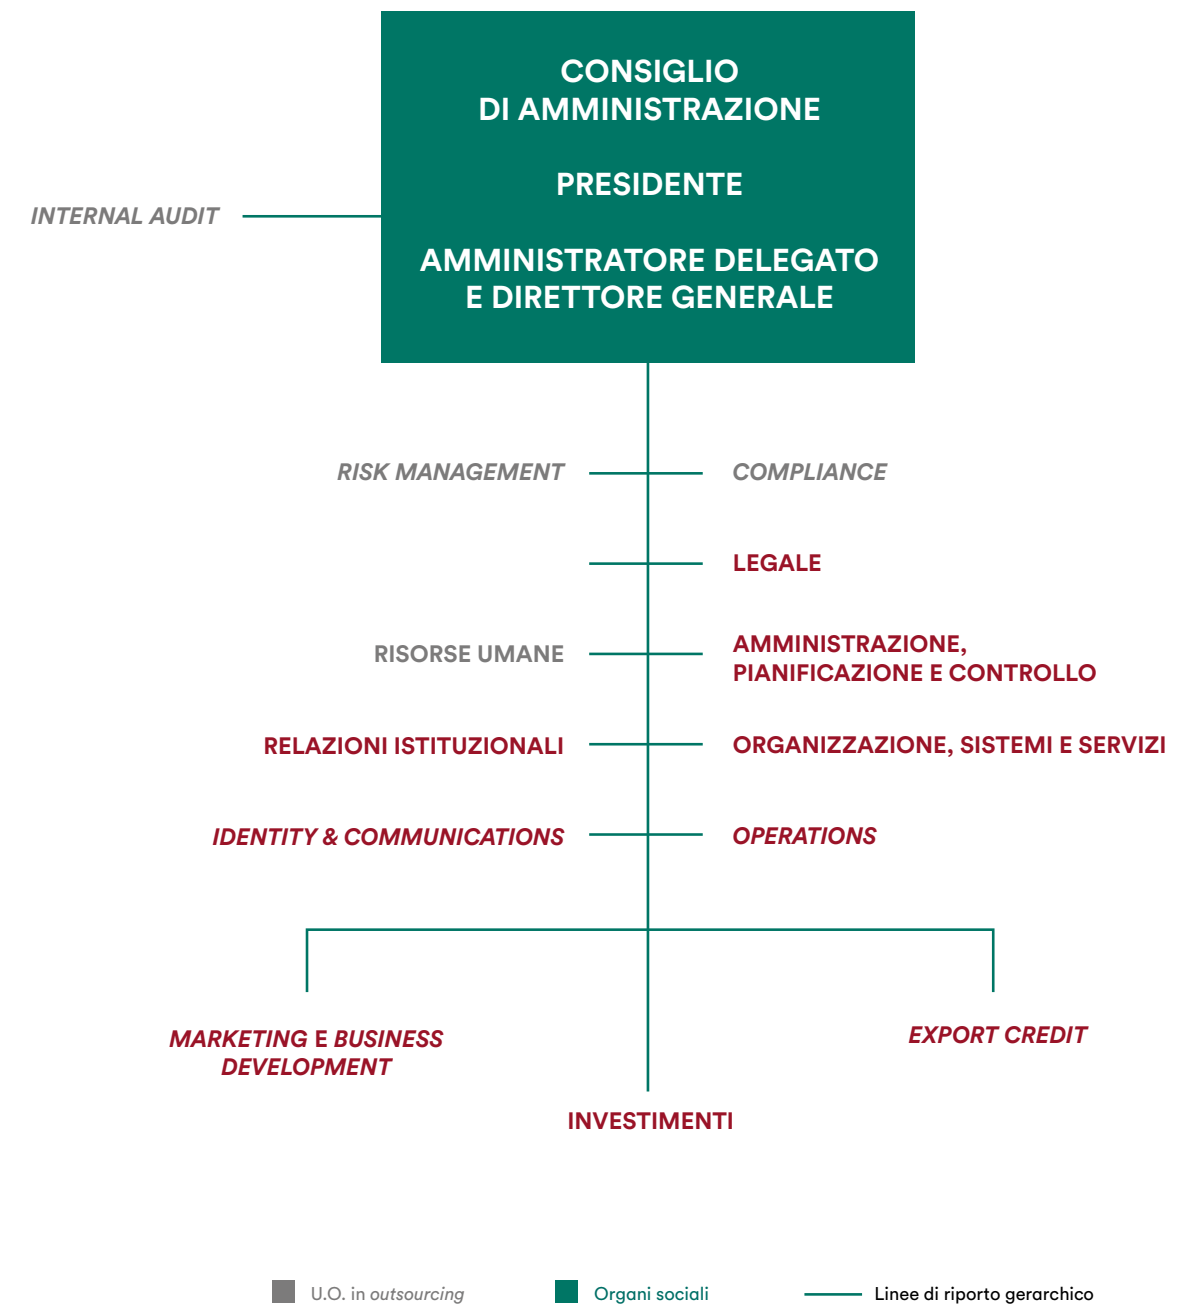 CONSIGLIO
DI AMMINISTRAZIONE
PRESIDENTE
AMMINISTRATORE DELEGATO
E DIRETTORE GENERALE
INTERNAL AUDIT
RISK MANAGEMENT
COMPLIANCE
LEGALE
RISORSE UMANE
AMMINISTRAZIONE,
PIANIFICAZIONE E CONTROLLO
RELAZIONI ISTITUZIONALI
ORGANIZZAZIONE, SISTEMI E SERVIZI
IDENTITY & COMMUNICATIONS
OPERATIONS
MARKETING E BUSINESS
DEVELOPMENT
EXPORT CREDIT
INVESTIMENTI
U.O. in outsourcing
Organi sociali
Linee di riporto gerarchico